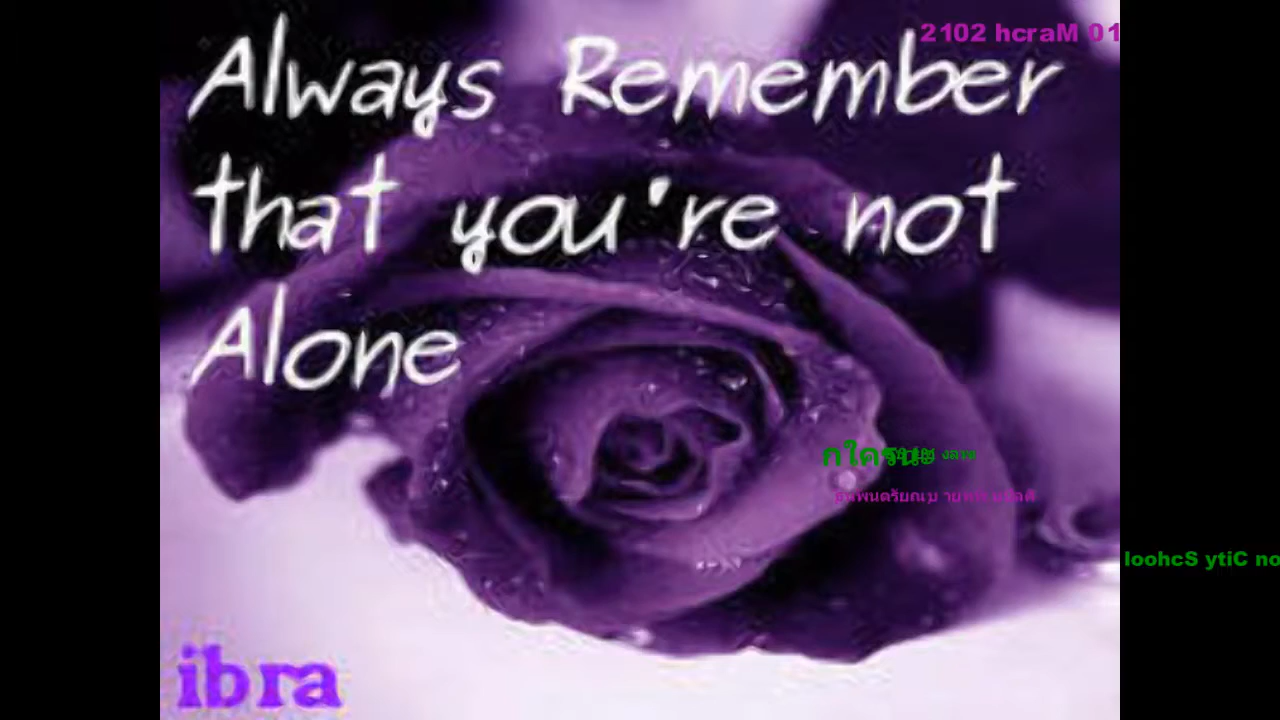 Always Remember
that you're not
Alone
2102 hcraM 01
loohcS ytiC no
ibra